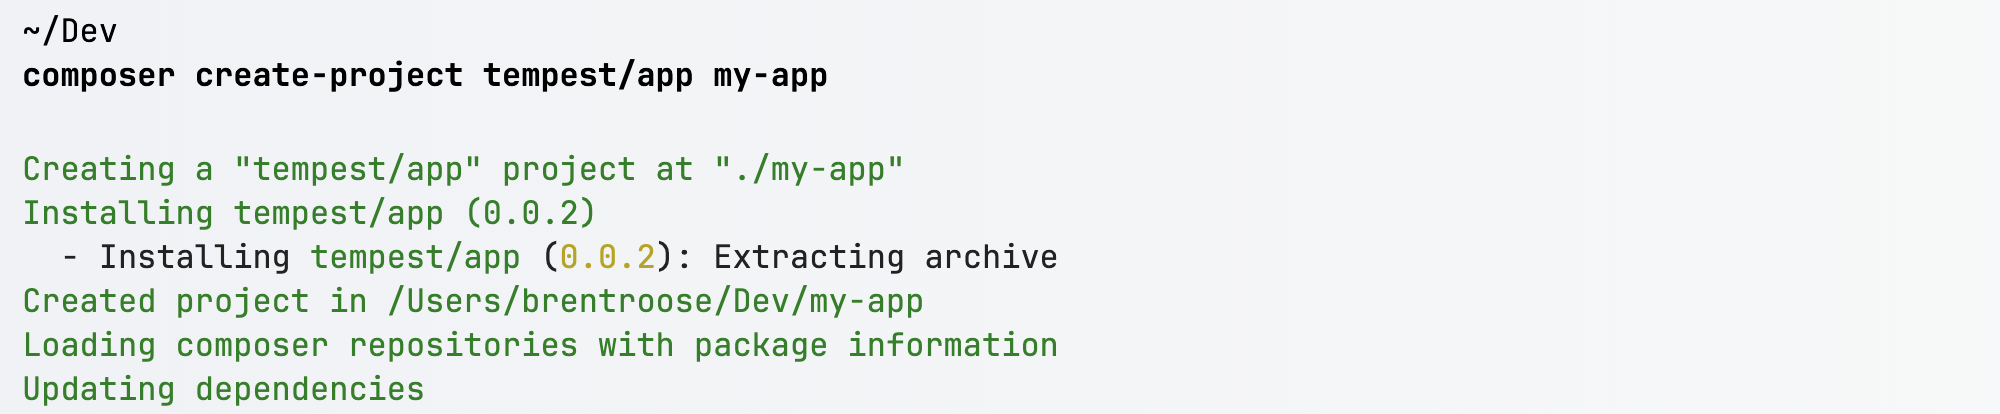 ~/Dev
composer create-project tempest/app my-app
Creating a "tempest/app" project at "./my-app"
Installing tempest/app (0.0.2)
  - Installing tempest/app (0.0.2): Extracting archive
Created project in /Users/brentroose/Dev/my-app
Loading composer repositories with package information
Updating dependencies